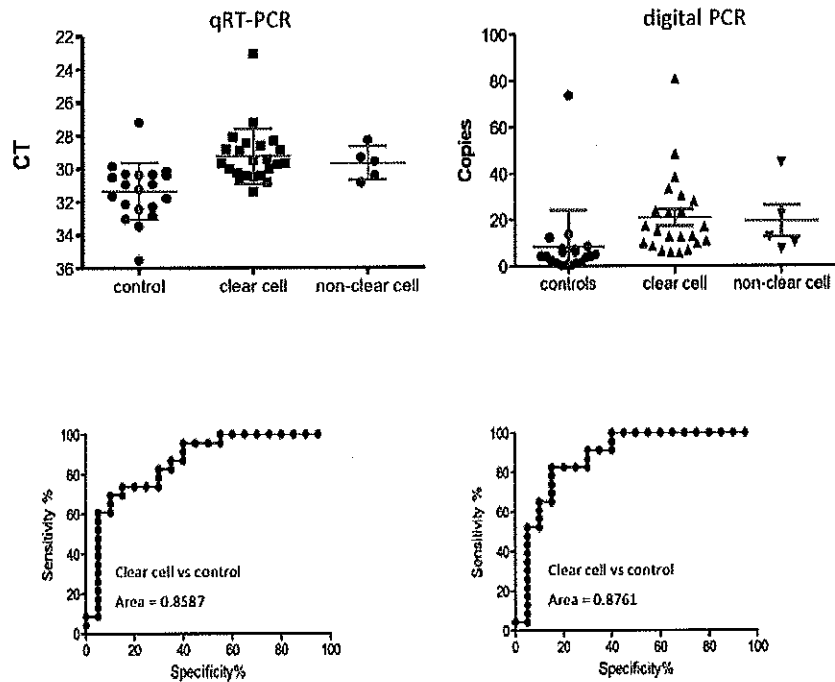 qRT-PCR
22
24
26
28
30
32
34
36
CT
control clear cell non-clear cell
digital PCR
100
80
60
40
20
0
Copies
controls clear cell non-clear cell
100
80
60
40
20
0
Sensitivity %
Clear cell vs control
Area = 0.8587
0 20 40 60 80 100
Specificity%
100
80
60
40
20
0
Sensitivity %
Clear cell vs control
Area = 0.8761
0 20 40 60 80 100
Specificity%